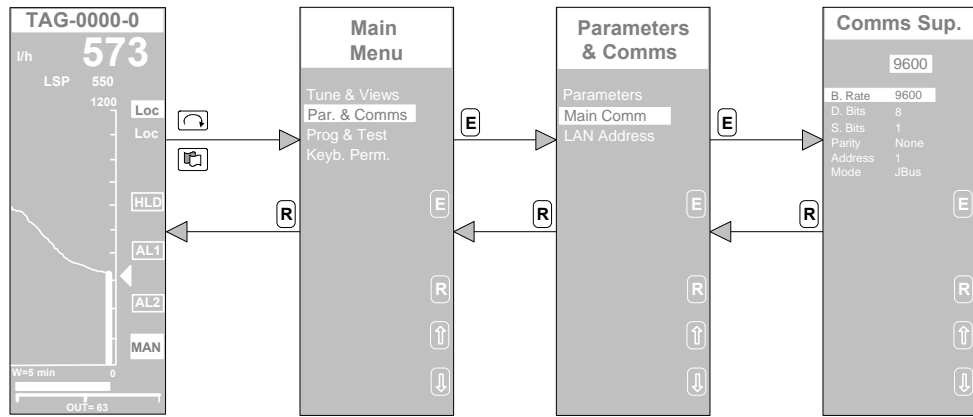 TAG-0000-0
l/h 573
LSP 550
1200
Loc
Loc
HLD
AL1
AL2
MAN
W=5 min 0
OUT= 63
E
R
Main
Menu
Tune & Views
Par. & Comms
Prog & Test
Keyb. Perm.
E
R
E
R
Parameters
& Comms
Parameters
Main Comm
LAN Address
E
R
E
R
Comms Sup.
9600
B. Rate 9600
D. Bits 8
S. Bits 1
Parity None
Address 1
Mode JBus
E
R